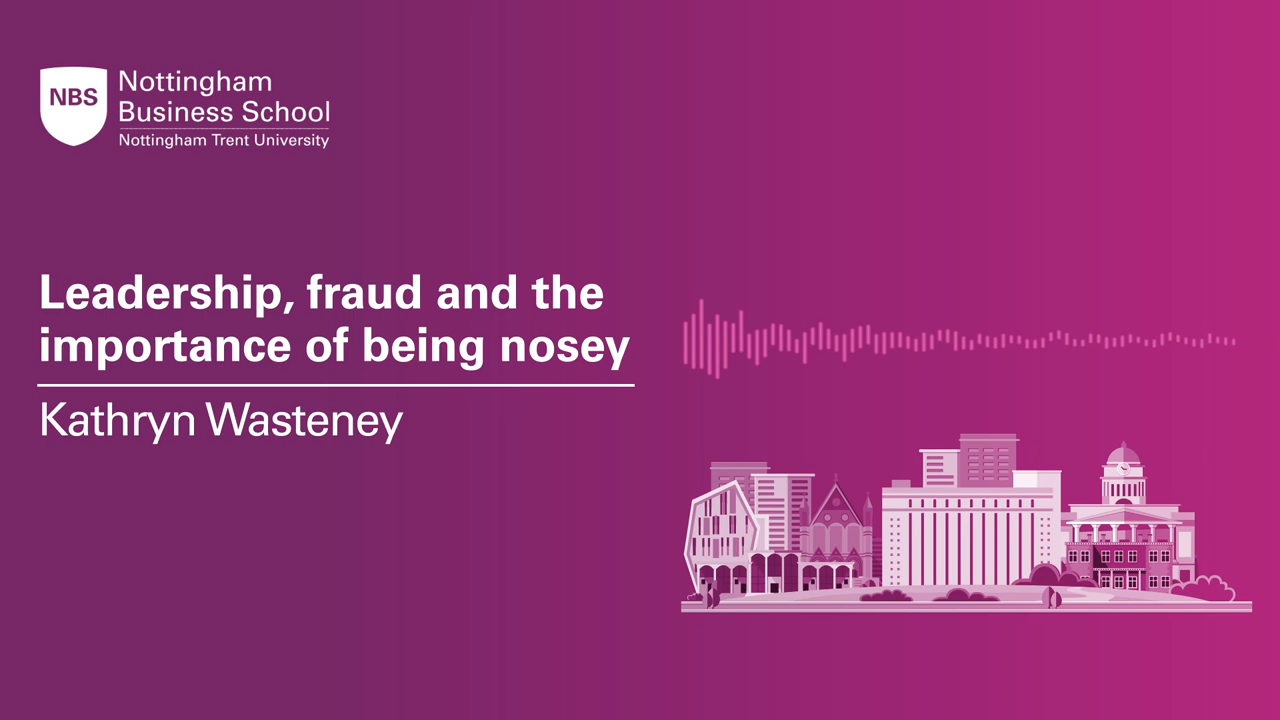 NBS
Nottingham
Business School
Nottingham Trent University
Leadership, fraud and the
importance of being nosey
Kathryn Wasteney